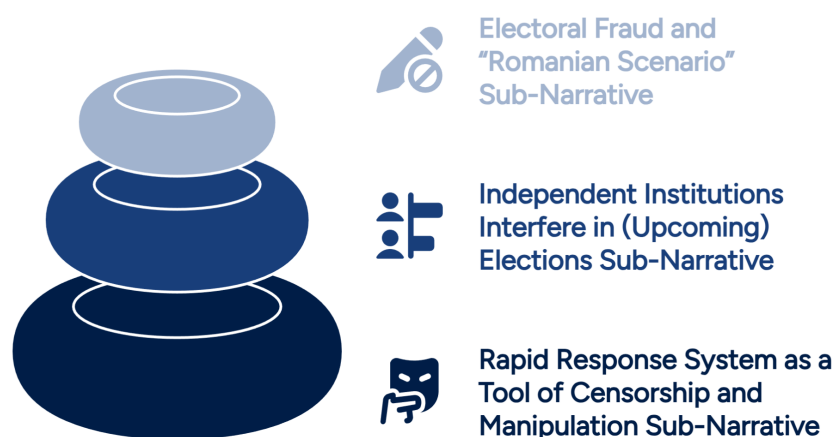 Electoral Fraud and
“Romanian Scenario”
Sub-Narrative
Independent Institutions
Interfere in (Upcoming)
Elections Sub-Narrative
Rapid Response System as a
Tool of Censorship and
Manipulation Sub-Narrative